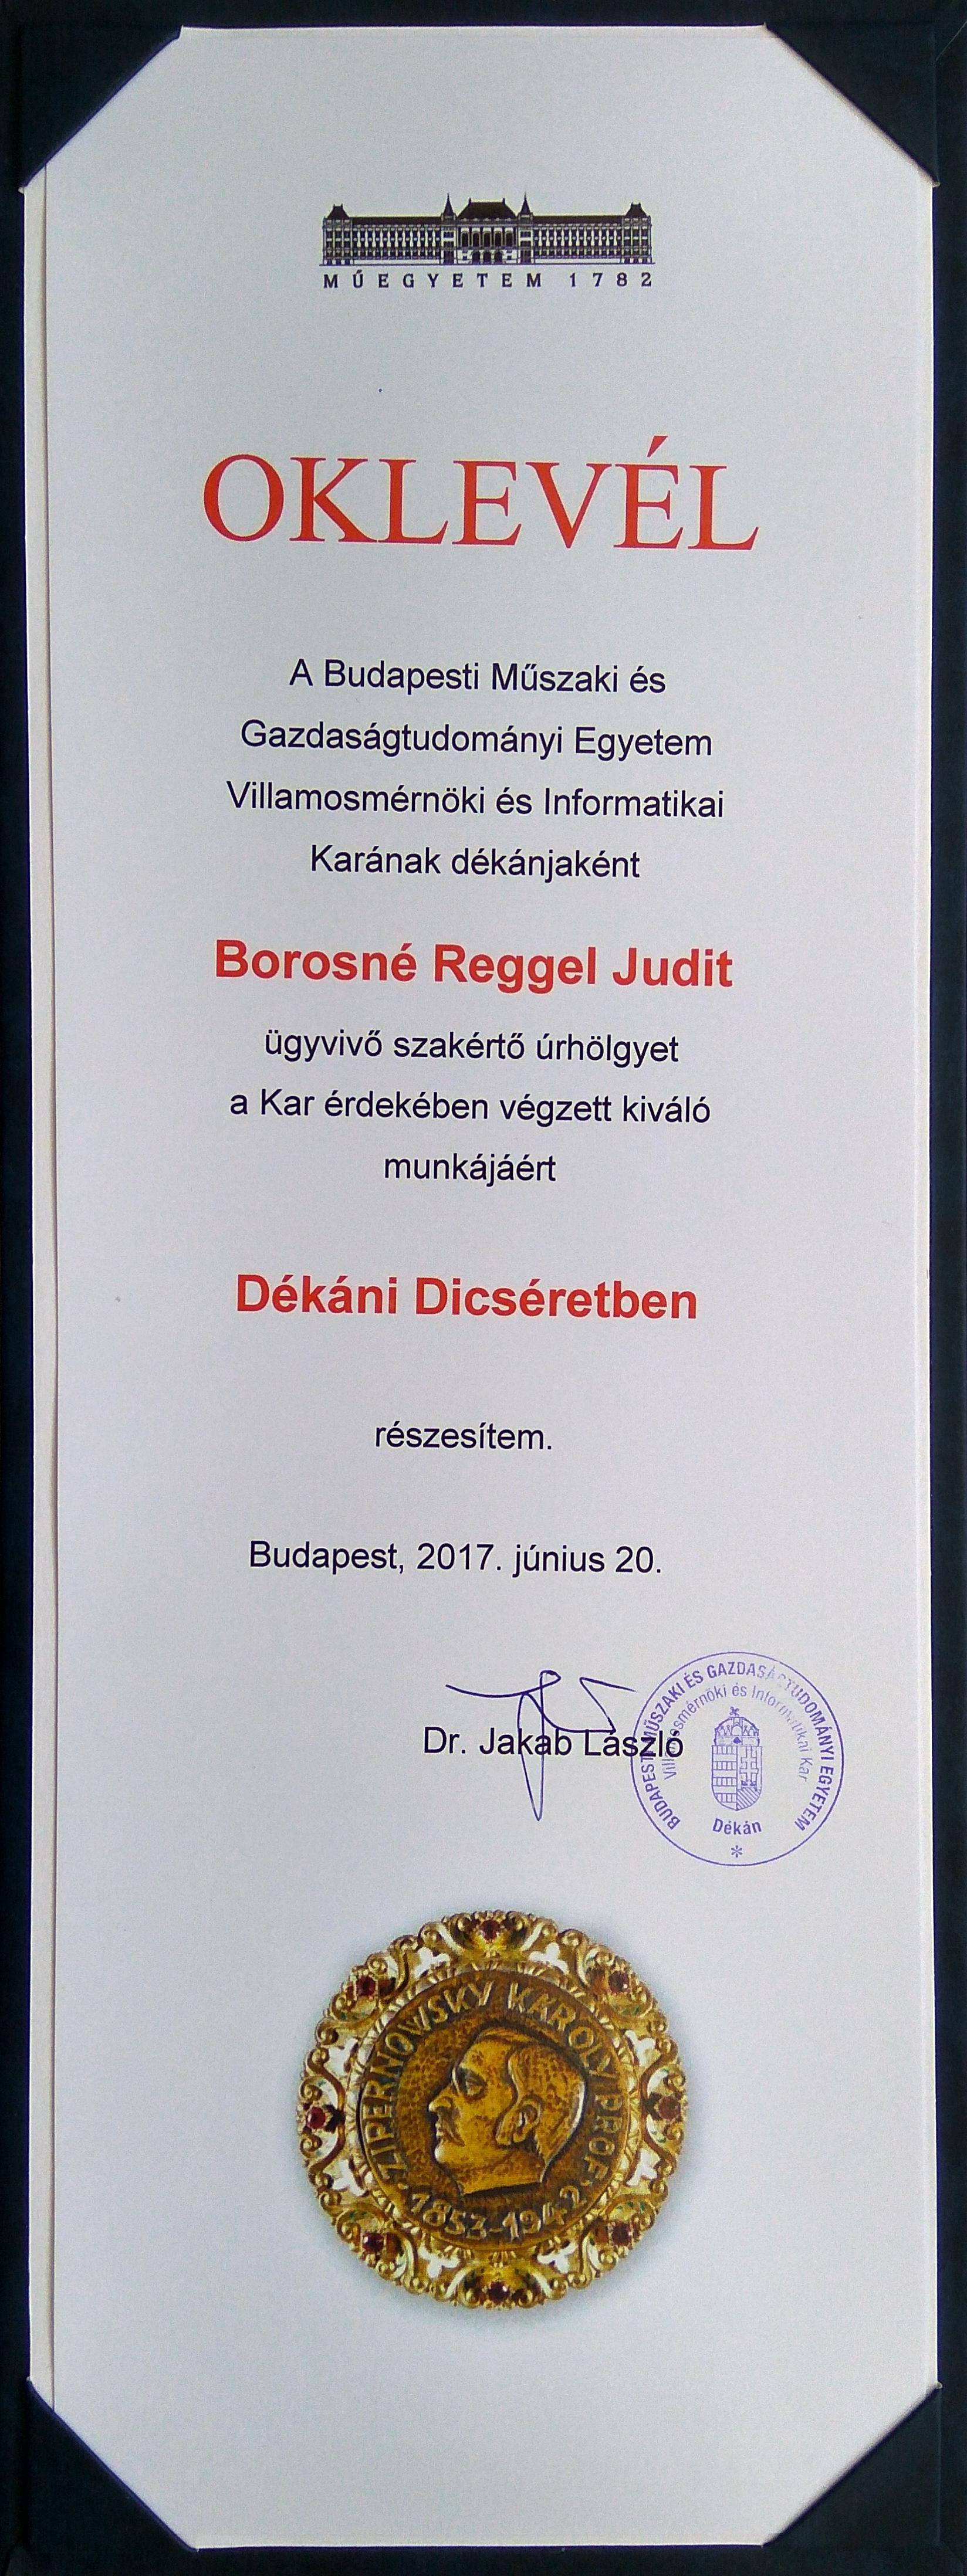 MŰEGYETEM 1782
OKLEVÉL
A Budapesti Műszaki és
Gazdaságtudományi Egyetem
Villamosmérnöki és Informatikai
Karának dékánjaként
Borosné Reggel Judit
ügyvivő szakértő úrhölgyet
a Kar érdekében végzett kiváló
munkájáért
Dékáni Dicséretben
részesítem.
Budapest, 2017. június 20.
Dr. Jakab László
BUDAPESTI MŰSZAKI ÉS GAZDASÁGTUDOMÁNYI EGYETEM
Villamosmérnöki és Informatikai Kar
Dékán
ZIPERNOWSKY KÁROLY PROF.
1853-1942